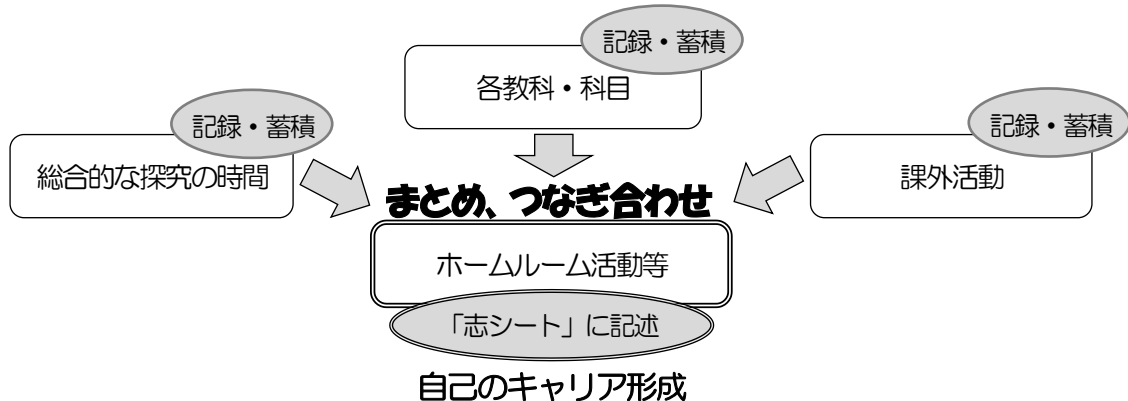 記録・蓄積
各教科・科目
記録・蓄積
総合的な探究の時間
記録・蓄積
課外活動
まとめ、つなぎ合わせ
ホームルーム活動等
「志シート」に記述
自己のキャリア形成